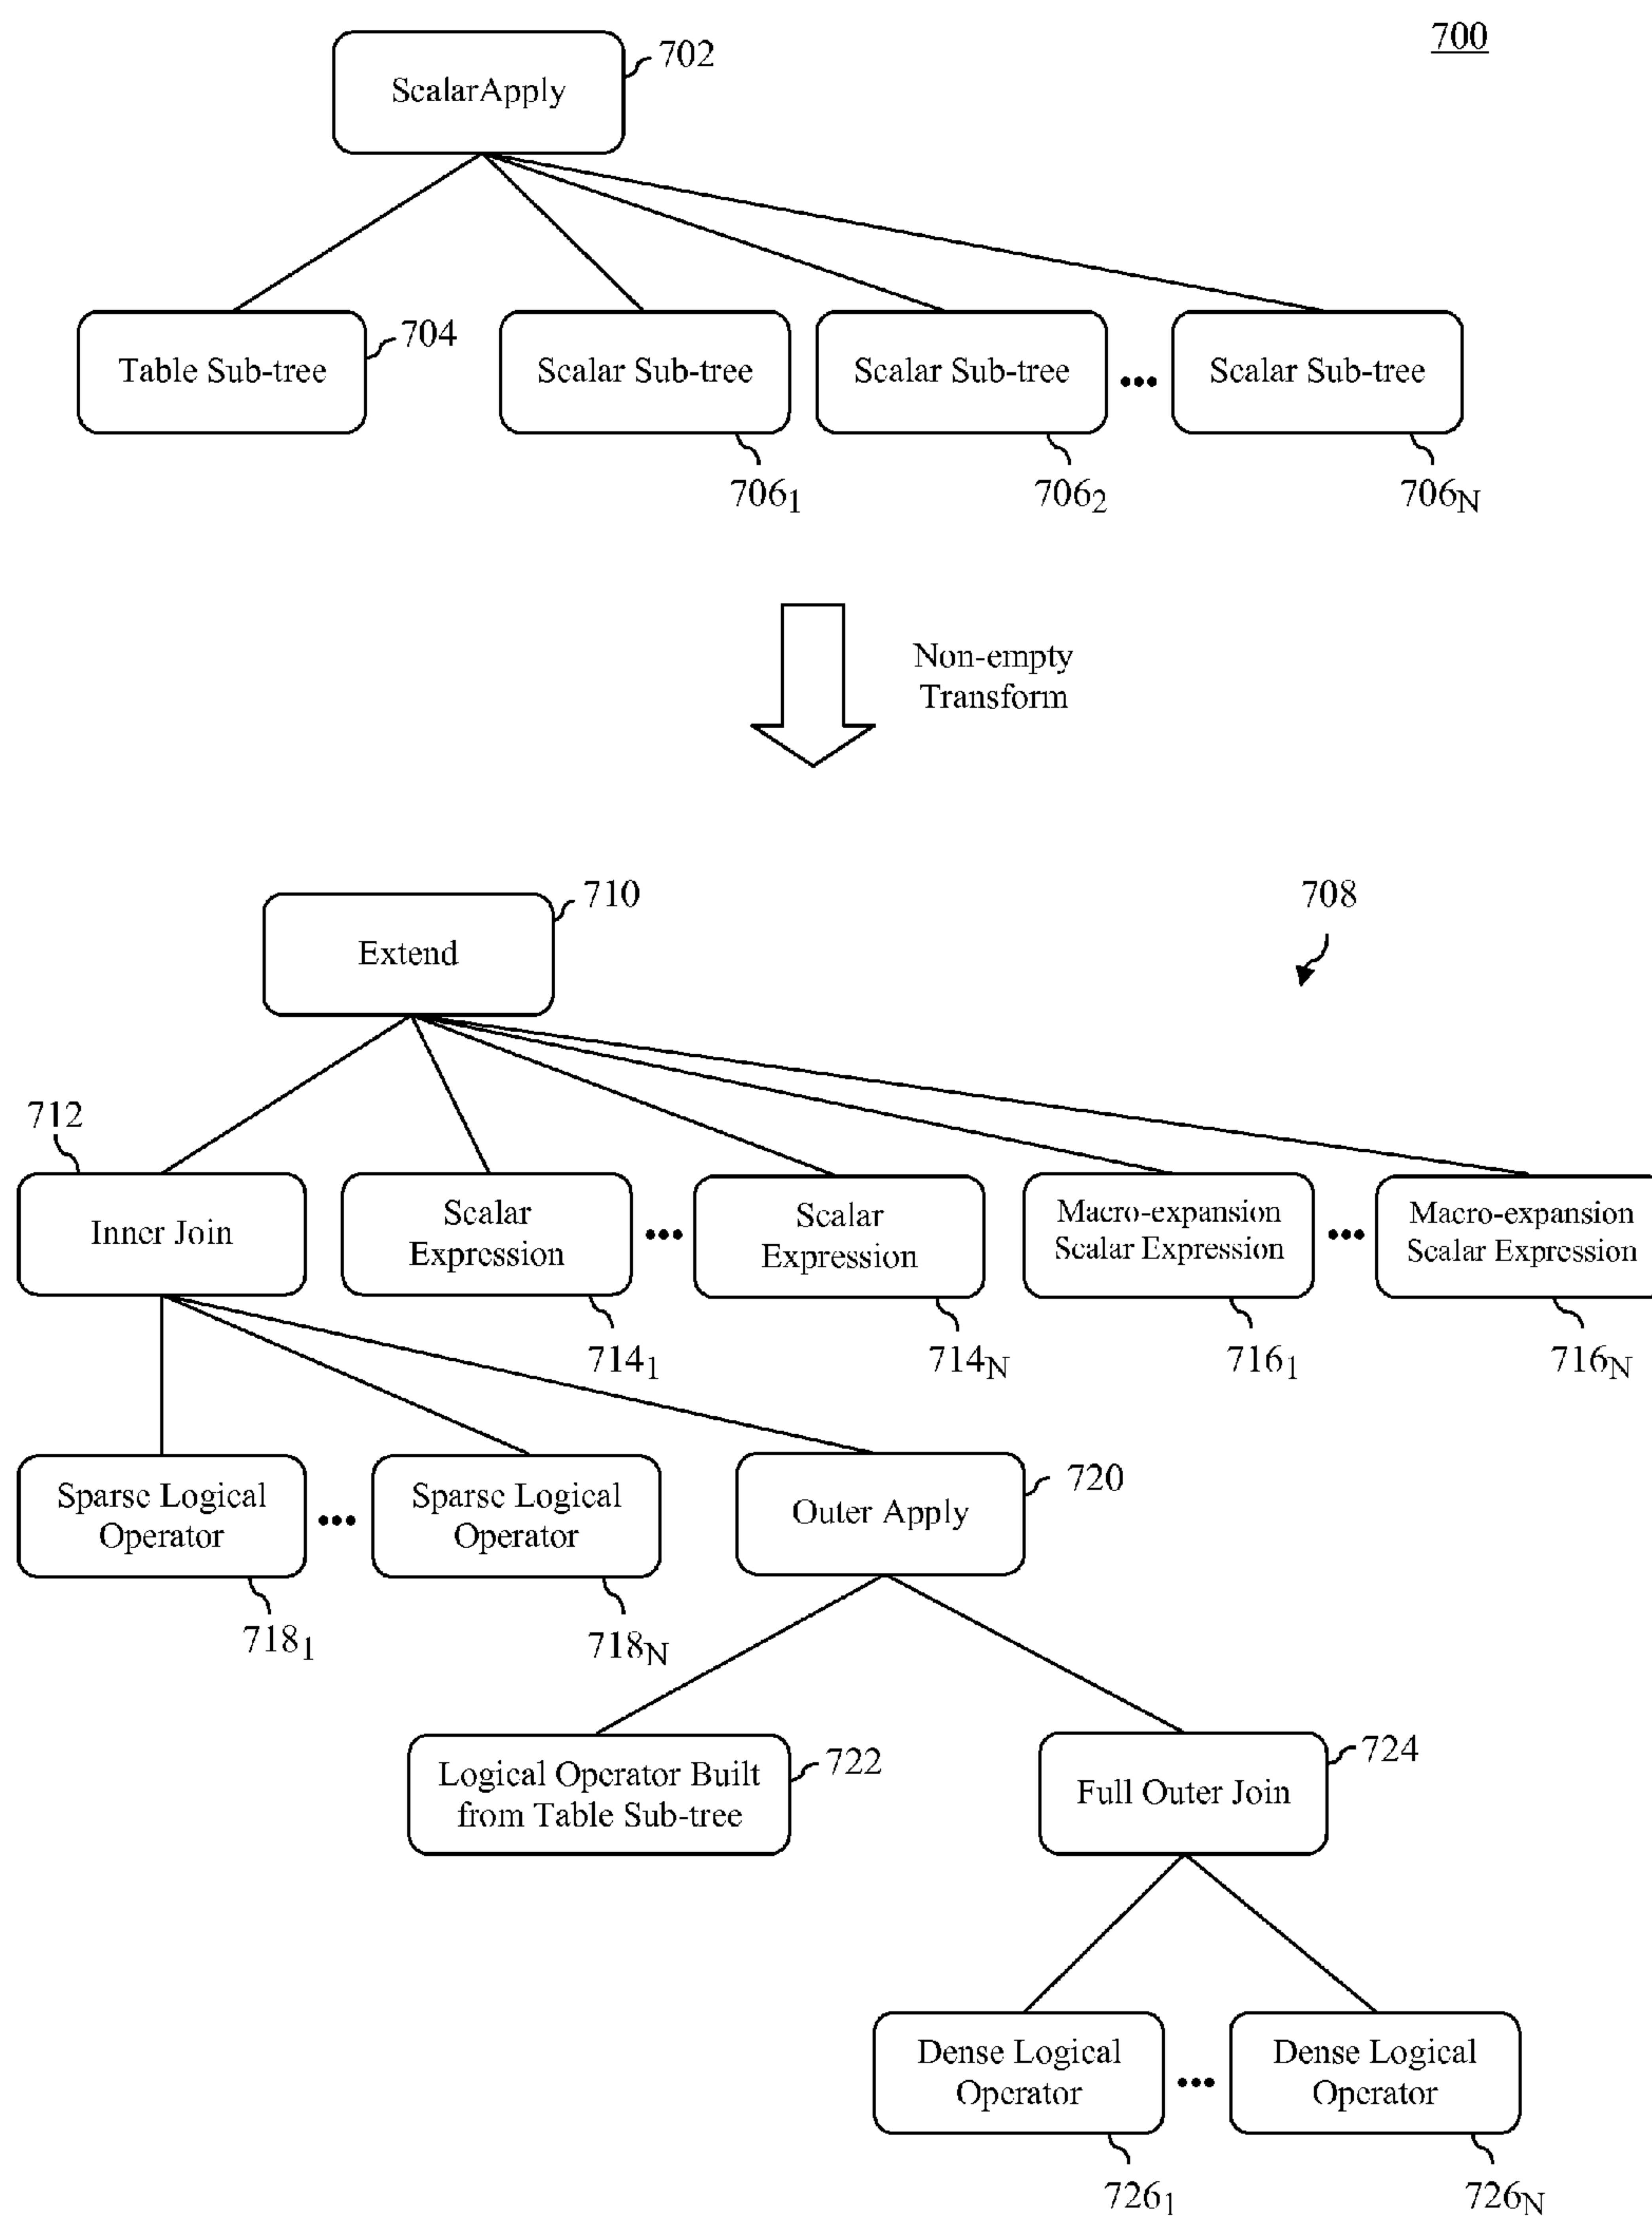 700
702
ScalarApply
704
Table Sub-tree
Scalar Sub-tree
Scalar Sub-tree
Scalar Sub-tree
706₁
706₂
706N
Non-empty
Transform
710
708
Extend
712
Inner Join
Scalar
Expression
Scalar
Expression
Macro-expansion
Scalar Expression
Macro-expansion
Scalar Expression
714₁
714N
716₁
716N
Sparse Logical
Operator
Sparse Logical
Operator
720
Outer Apply
718₁
718N
722
Logical Operator Built
from Table Sub-tree
724
Full Outer Join
Dense Logical
Operator
Dense Logical
Operator
726₁
726N